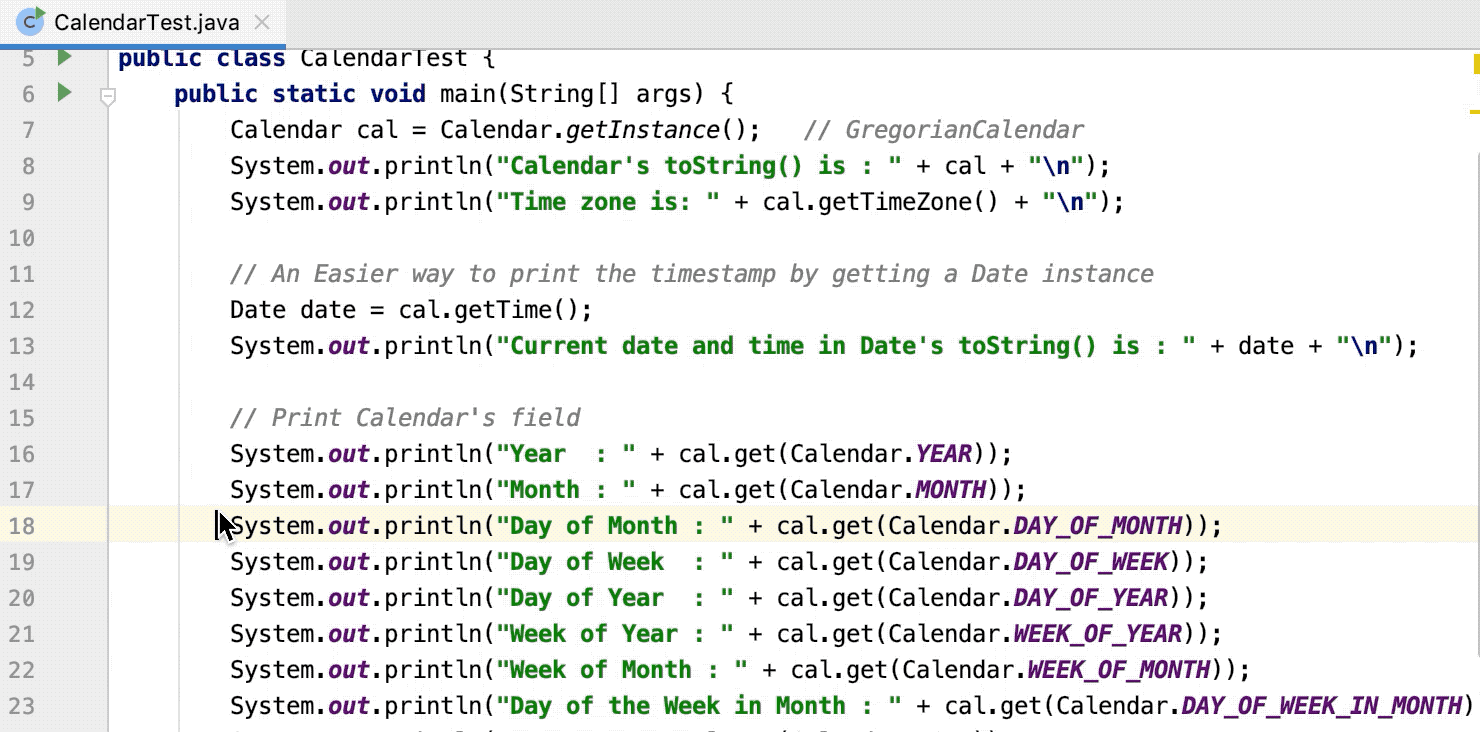 CalendarTest.java
5 public class CalendarTest {
6 public static void main(String[] args) {
7 Calendar cal = Calendar.getInstance();   // GregorianCalendar
8 System.out.println("Calendar's toString() is : " + cal + "\n");
9 System.out.println("Time zone is: " + cal.getTimeZone() + "\n");
10
11 // An Easier way to print the timestamp by getting a Date instance
12 Date date = cal.getTime();
13 System.out.println("Current date and time in Date's toString() is : " + date + "\n");
14
15 // Print Calendar's field
16 System.out.println("Year  : " + cal.get(Calendar.YEAR));
17 System.out.println("Month : " + cal.get(Calendar.MONTH));
18 System.out.println("Day of Month : " + cal.get(Calendar.DAY_OF_MONTH));
19 System.out.println("Day of Week  : " + cal.get(Calendar.DAY_OF_WEEK));
20 System.out.println("Day of Year  : " + cal.get(Calendar.DAY_OF_YEAR));
21 System.out.println("Week of Year : " + cal.get(Calendar.WEEK_OF_YEAR));
22 System.out.println("Week of Month : " + cal.get(Calendar.WEEK_OF_MONTH));
23 System.out.println("Day of the Week in Month : " + cal.get(Calendar.DAY_OF_WEEK_IN_MONTH)